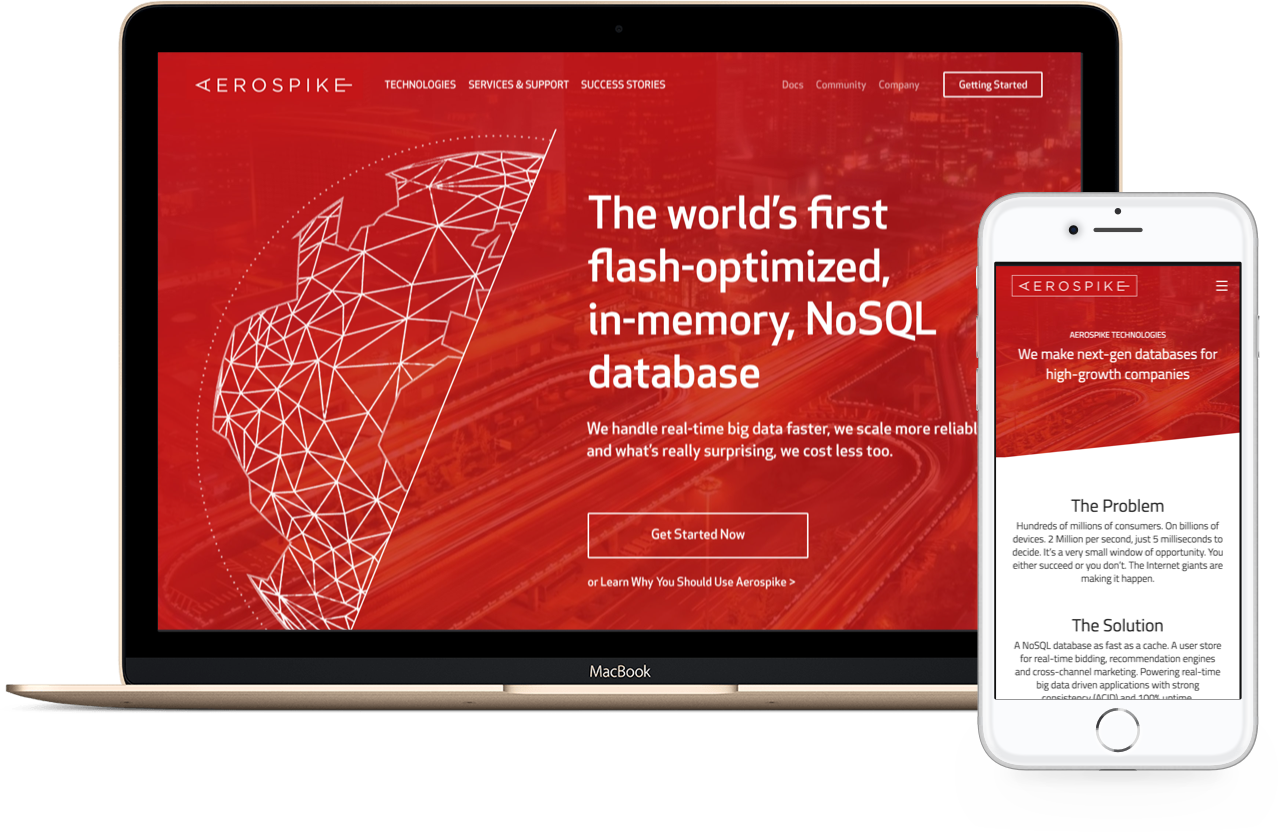 AEROSPIKE
TECHNOLOGIES SERVICES & SUPPORT SUCCESS STORIES
Docs Community Company Getting Started
The world's first
flash-optimized,
in-memory, NoSQL
database
We handle real-time big data faster, we scale more reliabl
and what's really surprising, we cost less too.
Get Started Now
or Learn Why You Should Use Aerospike >
MacBook
AEROSPIKE
AEROSPIKE TECHNOLOGIES
We make next-gen databases for
high-growth companies
The Problem
Hundreds of millions of consumers. On billions of
devices. 2 Million per second, just 5 milliseconds to
decide. It's a very small window of opportunity. You
either succeed or you don't. The Internet giants are
making it happen.
The Solution
A NoSQL database as fast as a cache. A user store
for real-time bidding, recommendation engines
and cross-channel marketing. Powering real-time
big data driven applications with strong
consistency (ACID) and 100% uptime.